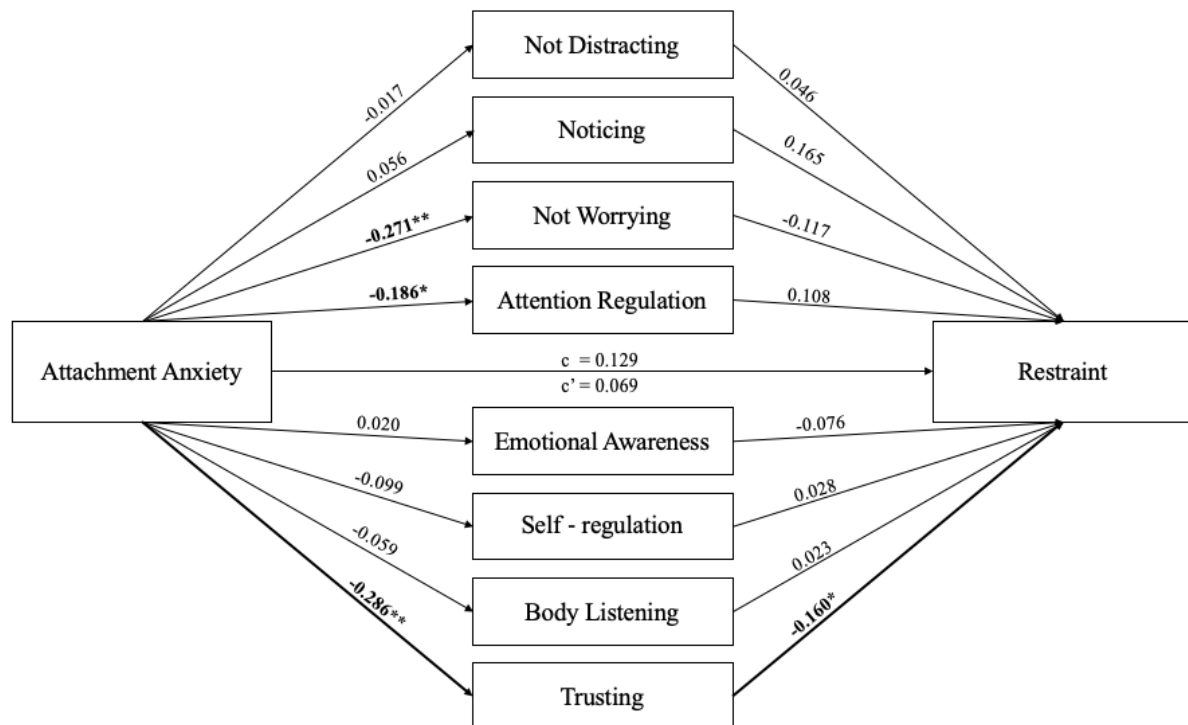 Not Distracting
-0.017
0.046
Noticing
0.056
0.165
Not Worrying
-0.271**
-0.117
Attention Regulation
-0.186*
0.108
Attachment Anxiety
c = 0.129
c' = 0.069
Restraint
Emotional Awareness
0.020
-0.076
Self - regulation
-0.099
0.028
Body Listening
-0.059
0.023
Trusting
-0.286**
-0.160*